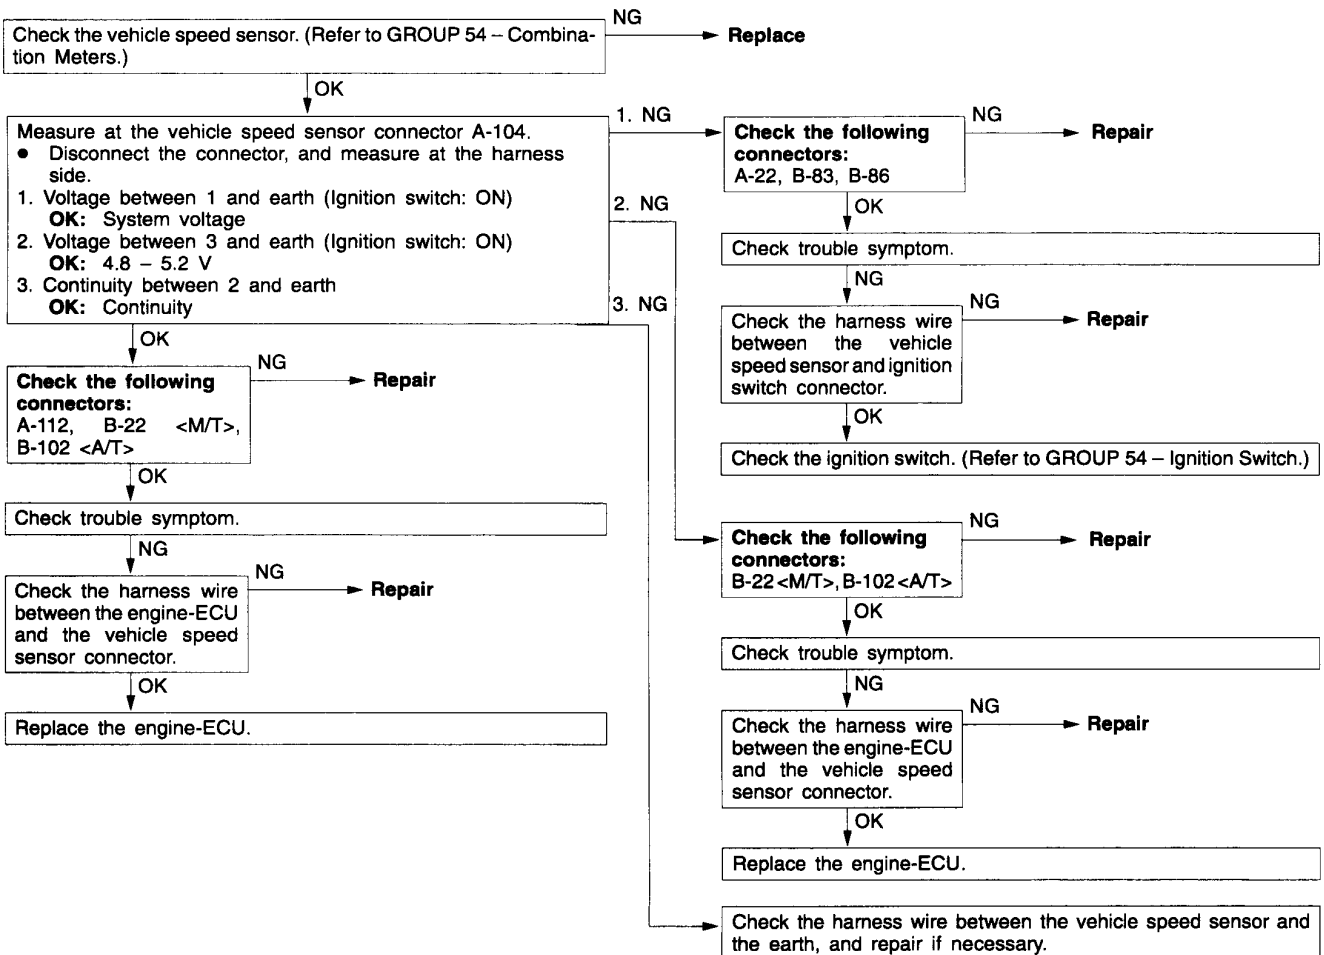 NG
Check the vehicle speed sensor. (Refer to GROUP 54 – Combina-
tion Meters.)
Replace
OK
Measure at the vehicle speed sensor connector A-104.
● Disconnect the connector, and measure at the harness
side.
1. Voltage between 1 and earth (Ignition switch: ON)
OK: System voltage
2. Voltage between 3 and earth (Ignition switch: ON)
OK: 4.8 – 5.2 V
3. Continuity between 2 and earth
OK: Continuity
1. NG
2. NG
3. NG
OK
Check the following
connectors:
A-112, B-22 <M/T>,
B-102 <A/T>
NG
Repair
OK
Check trouble symptom.
NG
Check the harness wire
between the engine-ECU
and the vehicle speed
sensor connector.
NG
Repair
OK
Replace the engine-ECU.
Check the following
connectors:
A-22, B-83, B-86
NG
Repair
OK
Check trouble symptom.
NG
Check the harness wire
between the vehicle
speed sensor and ignition
switch connector.
NG
Repair
OK
Check the ignition switch. (Refer to GROUP 54 – Ignition Switch.)
Check the following
connectors:
B-22<M/T>, B-102<A/T>
NG
Repair
OK
Check trouble symptom.
NG
Check the harness wire
between the engine-ECU
and the vehicle speed
sensor connector.
NG
Repair
OK
Replace the engine-ECU.
Check the harness wire between the vehicle speed sensor and
the earth, and repair if necessary.